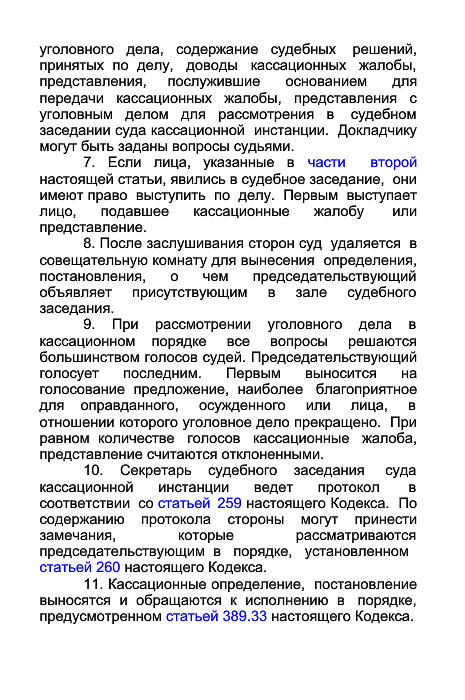 уголовного дела, содержание судебных решений,
принятых по делу, доводы кассационных жалобы,
представления, послужившие основанием для
передачи кассационных жалобы, представления с
уголовным делом для рассмотрения в судебном
заседании суда кассационной инстанции. Докладчику
могут быть заданы вопросы судьями.
7. Если лица, указанные в части второй
настоящей статьи, явились в судебное заседание, они
имеют право выступить по делу. Первым выступает
лицо, подавшее кассационные жалобу или
представление.
8. После заслушивания сторон суд удаляется в
совещательную комнату для вынесения определения,
постановления, о чем председательствующий
объявляет присутствующим в зале судебного
заседания.
9. При рассмотрении уголовного дела в
кассационном порядке все вопросы решаются
большинством голосов судей. Председательствующий
голосует последним. Первым выносится на
голосование предложение, наиболее благоприятное
для оправданного, осужденного или лица, в
отношении которого уголовное дело прекращено. При
равном количестве голосов кассационные жалоба,
представление считаются отклоненными.
10. Секретарь судебного заседания суда
кассационной инстанции ведет протокол в
соответствии со статьей 259 настоящего Кодекса. По
содержанию протокола стороны могут принести
замечания, которые рассматриваются
председательствующим в порядке, установленном
статьей 260 настоящего Кодекса.
11. Кассационные определение, постановление
выносятся и обращаются к исполнению в порядке,
предусмотренном статьей 389.33 настоящего Кодекса.